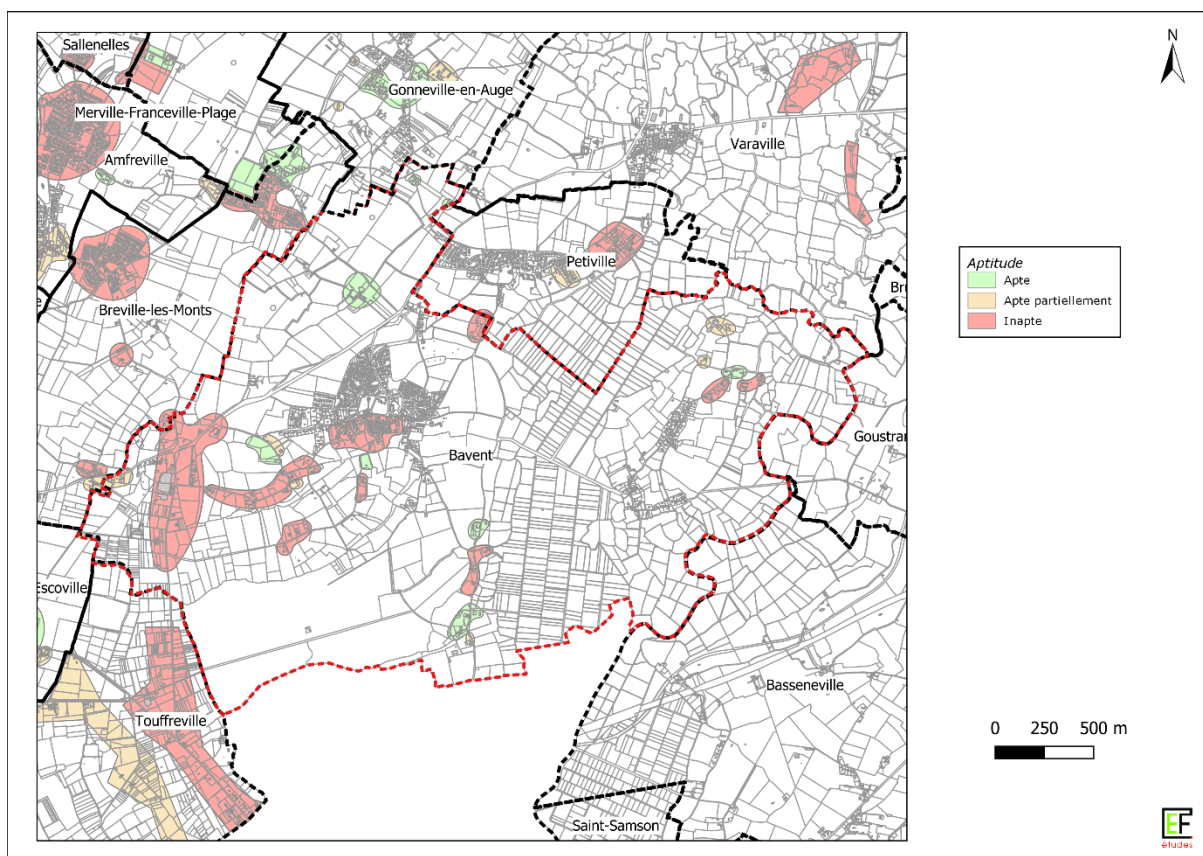 N
Sallenelles
Gonneville-en-Auge
Merville-Franceville-Plage
Varaville
Amfreville
Petiville
Breville-les-Monts
Bavent
Escoville
Touffreville
Basseneville
Saint-Samson
Aptitude
Apte
Apte partiellement
Inapte
0 250 500 m
EF
études